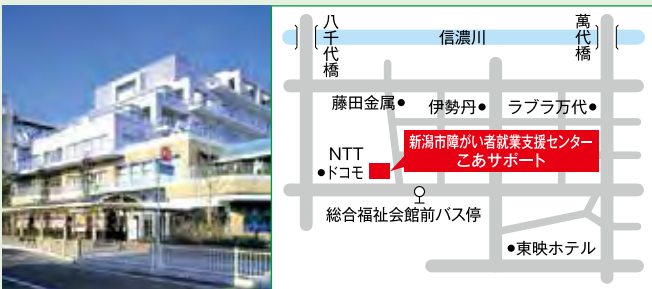 八千代橋
信濃川
萬代橋
藤田金属
伊勢丹
ラブラ万代
新潟市障がい者就業支援センター
こあサポート
NTT
ドコモ
総合福祉会館前バス停
東映ホテル